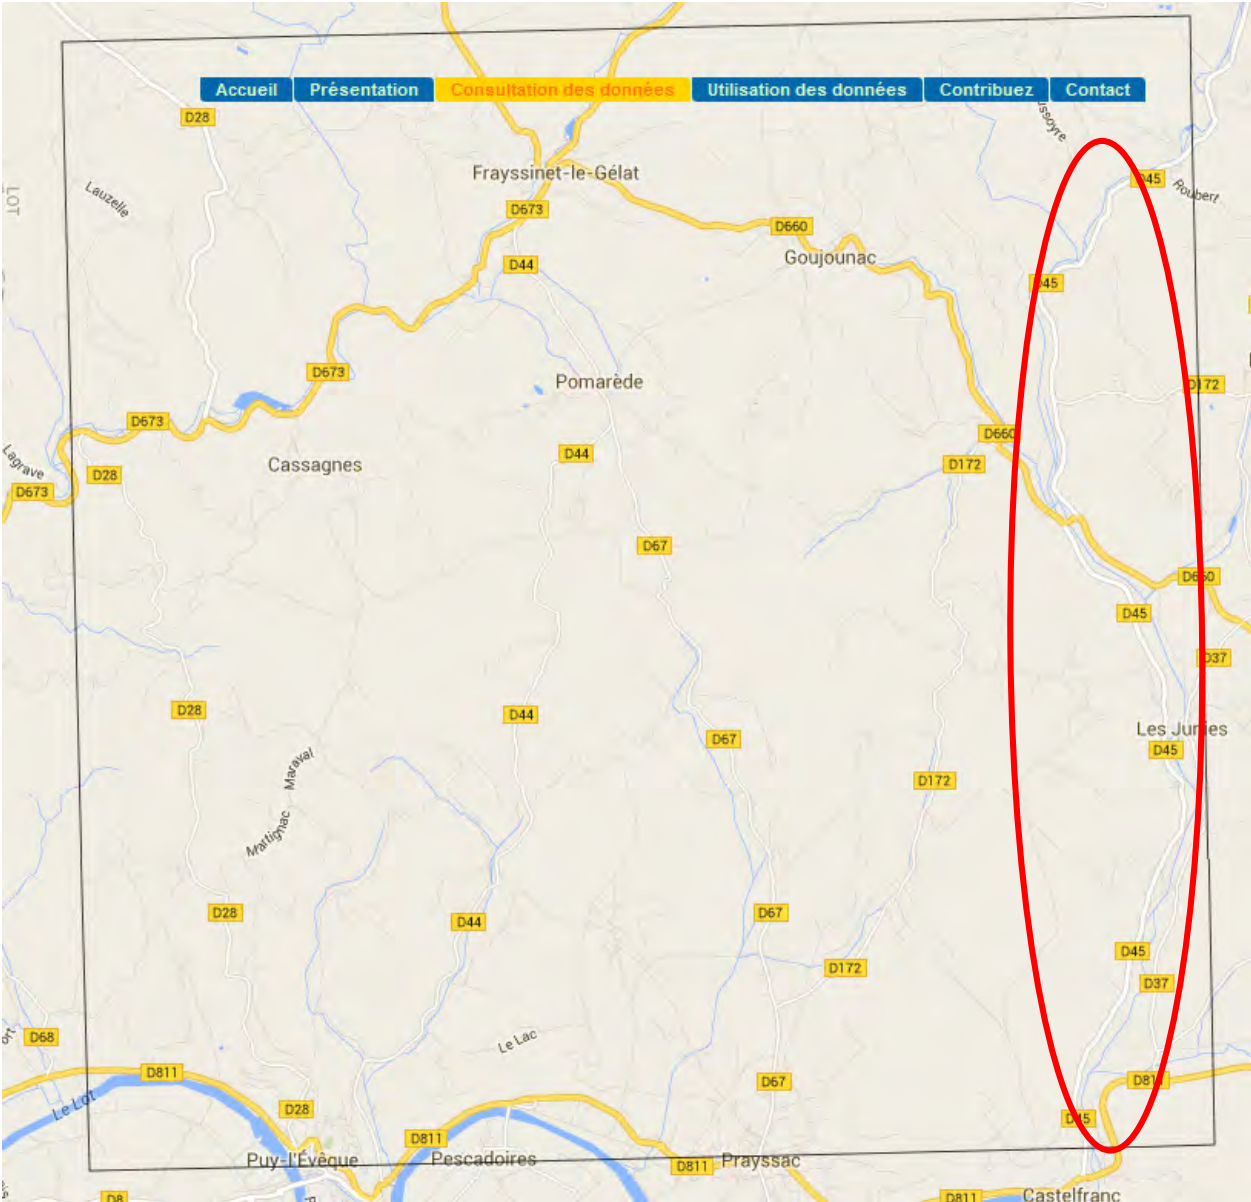 Accueil Présentation Consultation des données Utilisation des données Contribuez Contact
D28
ussoyre
Frayssinet-le-Gélat
D45
Roubert
Lauzelle
LOT
D673
D660
Goujounac
D44
D45
D673
Pomarède
D172
D673
D660
Lagrave
D28
Cassagnes
D44
D172
D673
D67
D660
D45
D37
D28
D44
Les Junies
D67
D45
Maraval
D172
Martignac
D28
D44
D67
D45
D172
D37
D68
Le Lac
D811
D67
D811
Le Lot
D28
D45
D811
Puy-l'Évêque
Pescadoires
D811
Prayssac
D8
D811
Castelfranc